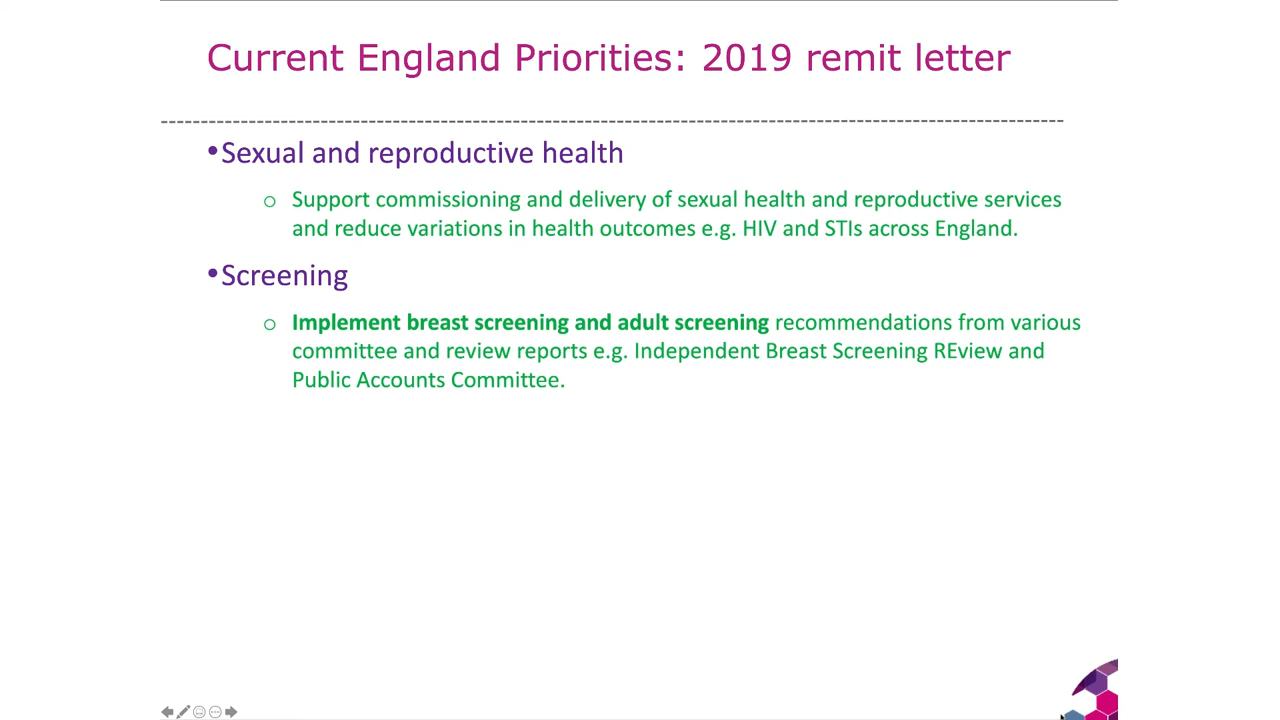 Current England Priorities: 2019 remit letter
•Sexual and reproductive health
o Support commissioning and delivery of sexual health and reproductive services
and reduce variations in health outcomes e.g. HIV and STIs across England.
•Screening
o Implement breast screening and adult screening recommendations from various
committee and review reports e.g. Independent Breast Screening REview and
Public Accounts Committee.